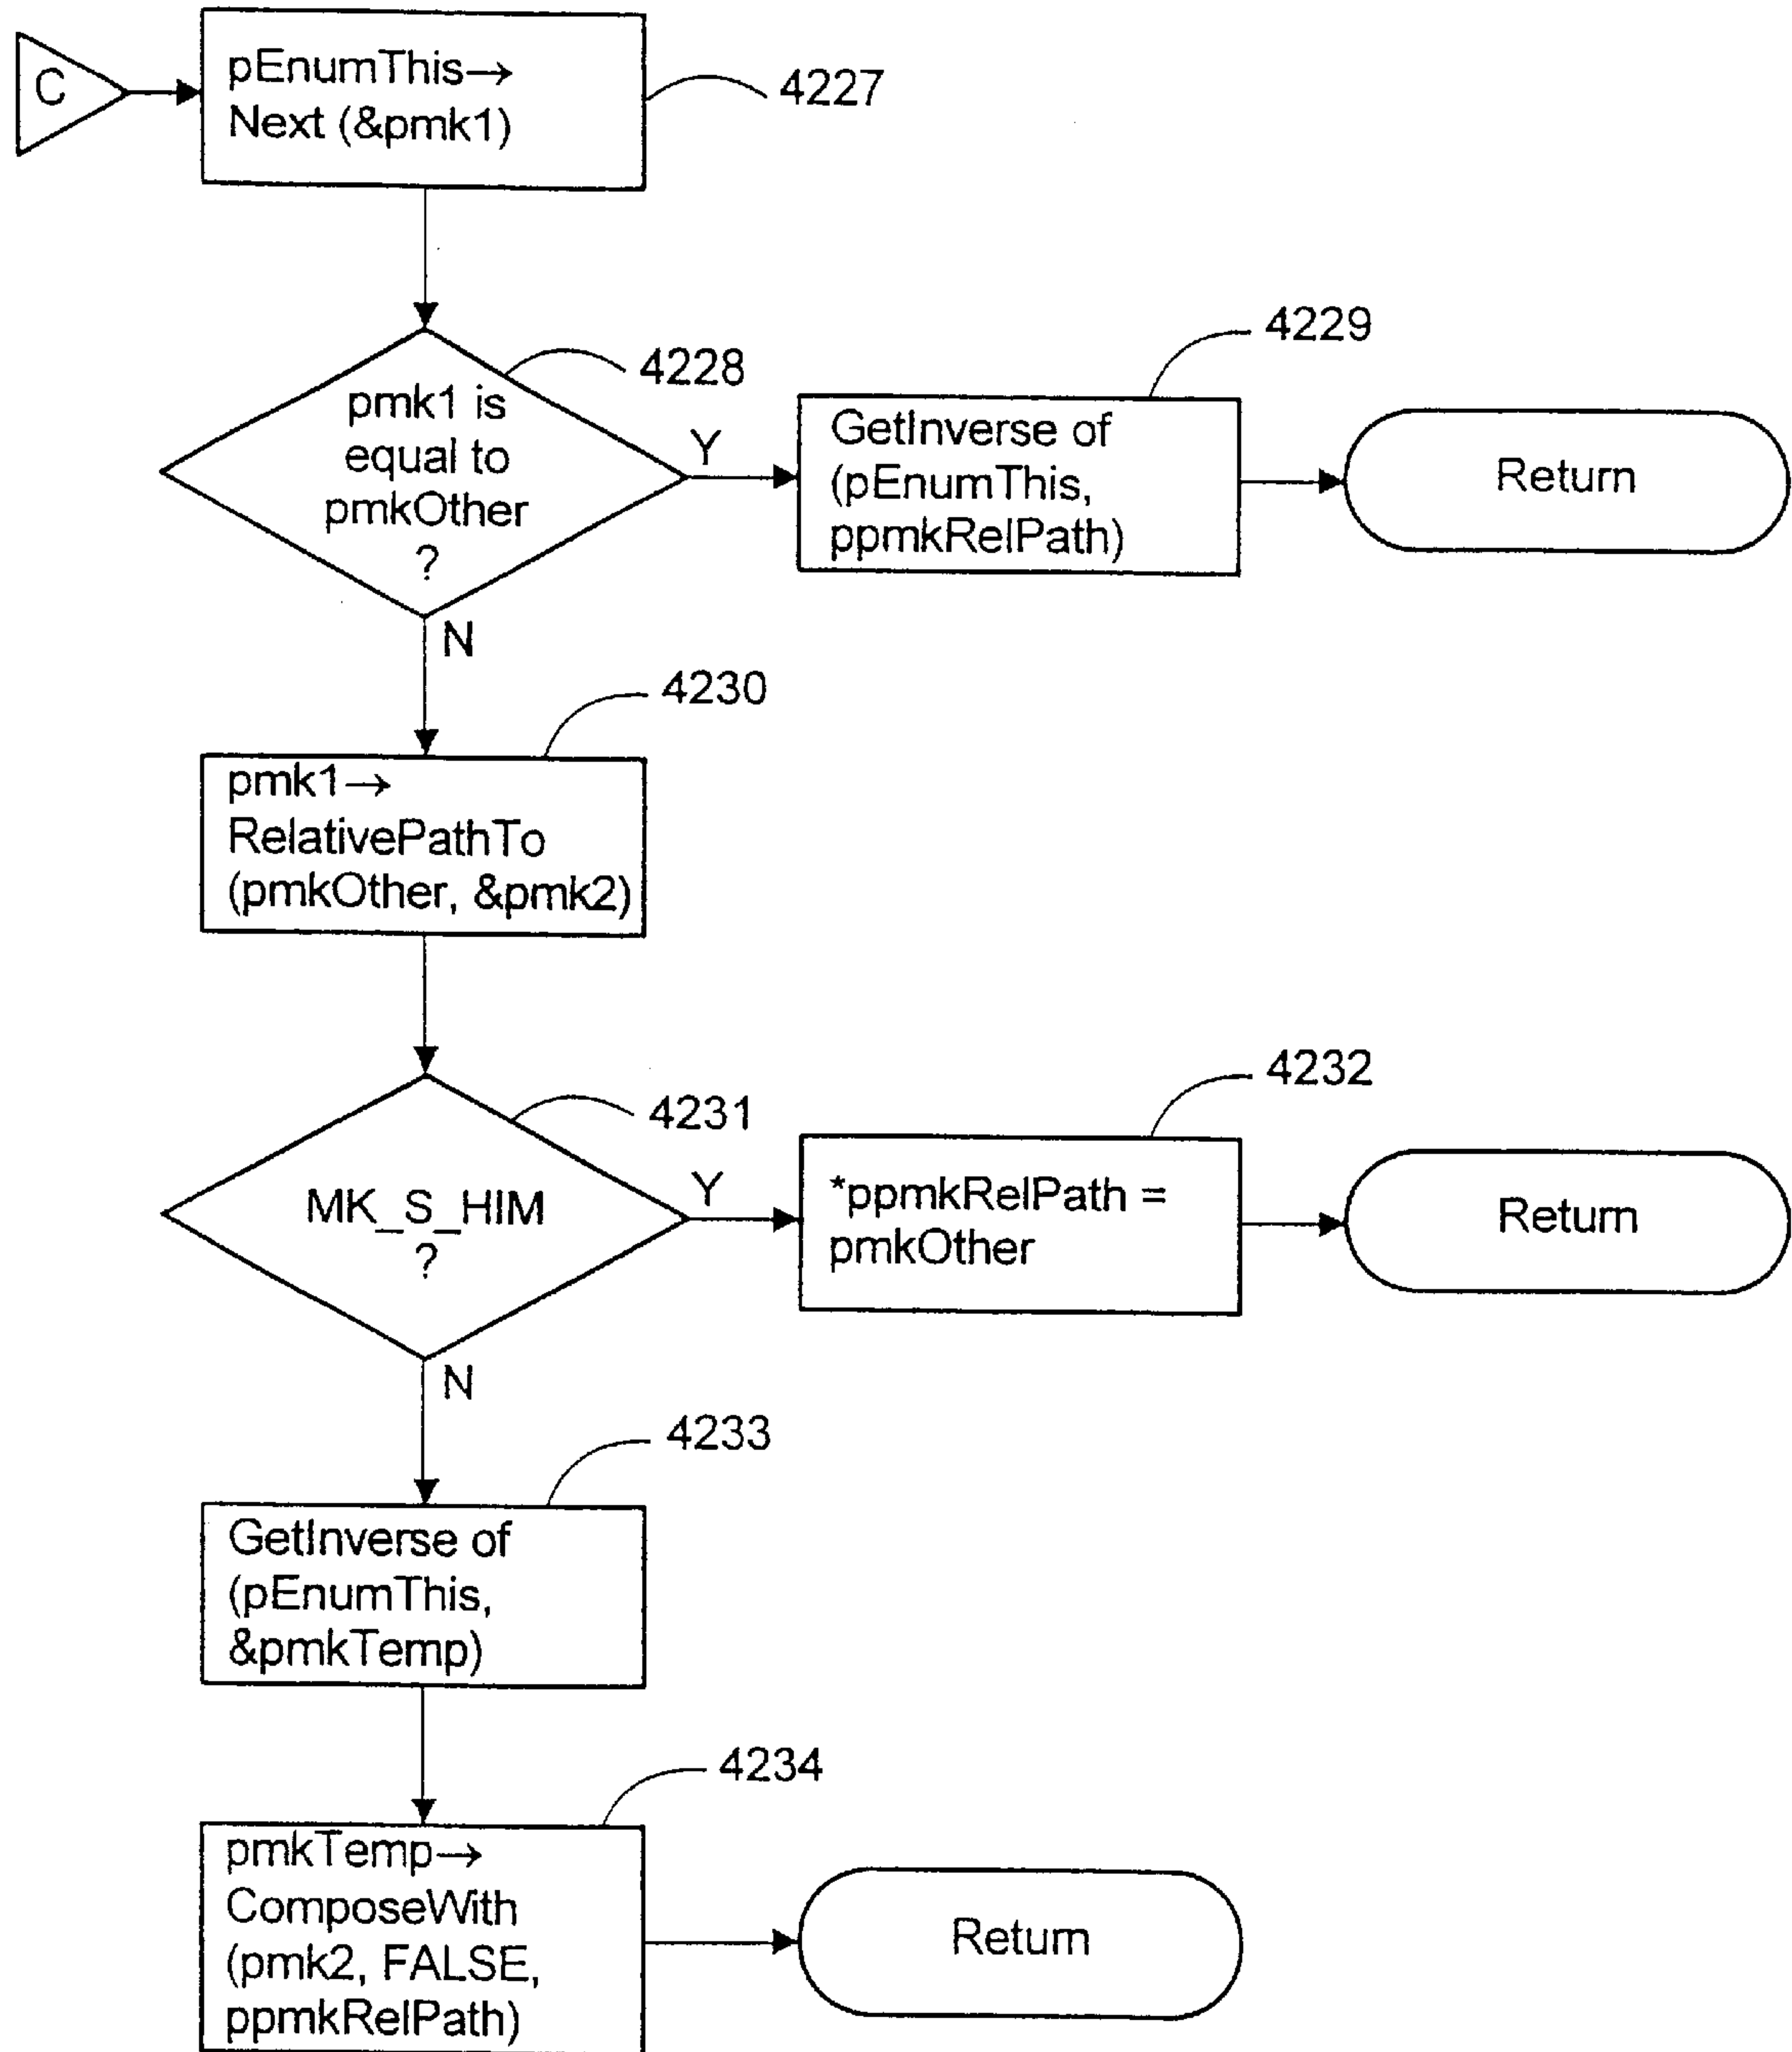 C
pEnumThis→
Next (&pmk1)
4227
4228
pmk1 is
equal to
pmkOther
?
Y
4229
GetInverse of
(pEnumThis,
ppmkRelPath)
Return
N
4230
pmk1→
RelativePathTo
(pmkOther, &pmk2)
4231
MK_S_HIM
?
Y
4232
*ppmkRelPath =
pmkOther
Return
N
4233
GetInverse of
(pEnumThis,
&pmkTemp)
4234
pmkTemp→
ComposeWith
(pmk2, FALSE,
ppmkRelPath)
Return